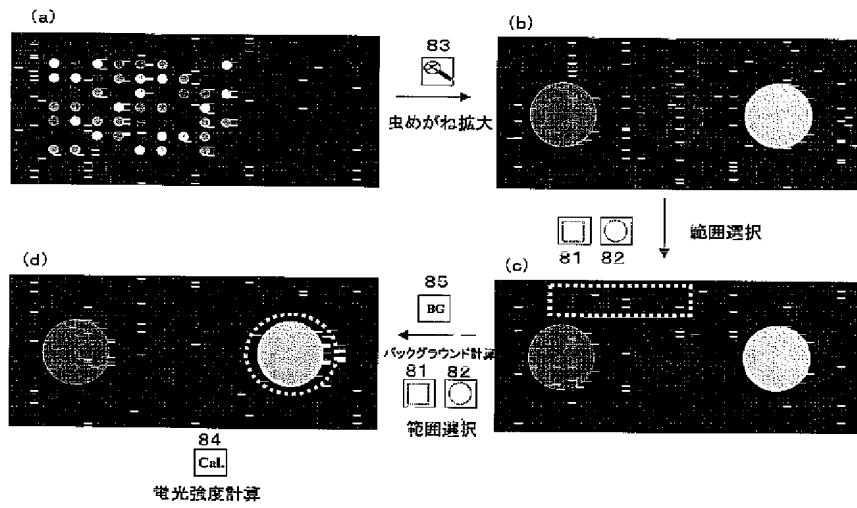 (a)
83
虫めがね拡大
(b)
81 82
範囲選択
(c)
85
BG
バックグラウンド計算
81 82
範囲選択
(d)
84
Cal.
蛍光強度計算